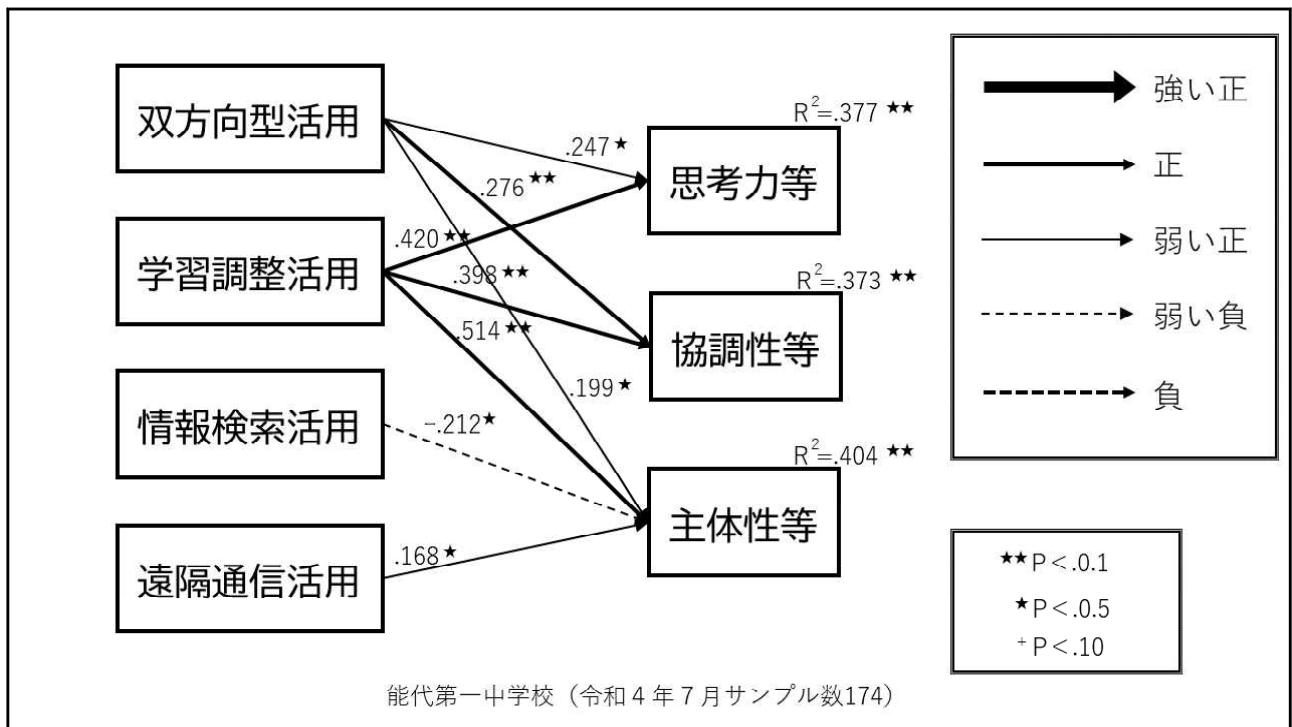 双方向型活用
学習調整活用
情報検索活用
遠隔通信活用
.247 ★
.276 ★★
.420 ★★
.398 ★★
.514 ★★
.199 ★
−.212★
.168 ★
R²=.377 ★★
思考力等
R²=.373 ★★
協調性等
R²=.404 ★★
主体性等
強い正
正
弱い正
弱い負
負
★★P<.0.1
★P<.0.5
+P<.10
能代第一中学校（令和４年７月サンプル数174）